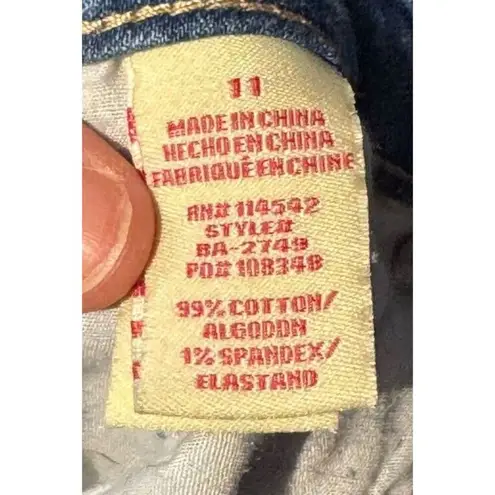 11
MADE IN CHINA
HECHO EN CHINA
FABRIQUÉ EN CHINE
RN# 114542
STYLE#
BA-2749
PO# 108348
99% COTTON/
ALGODON
1% SPANDEX/
ELASTANO